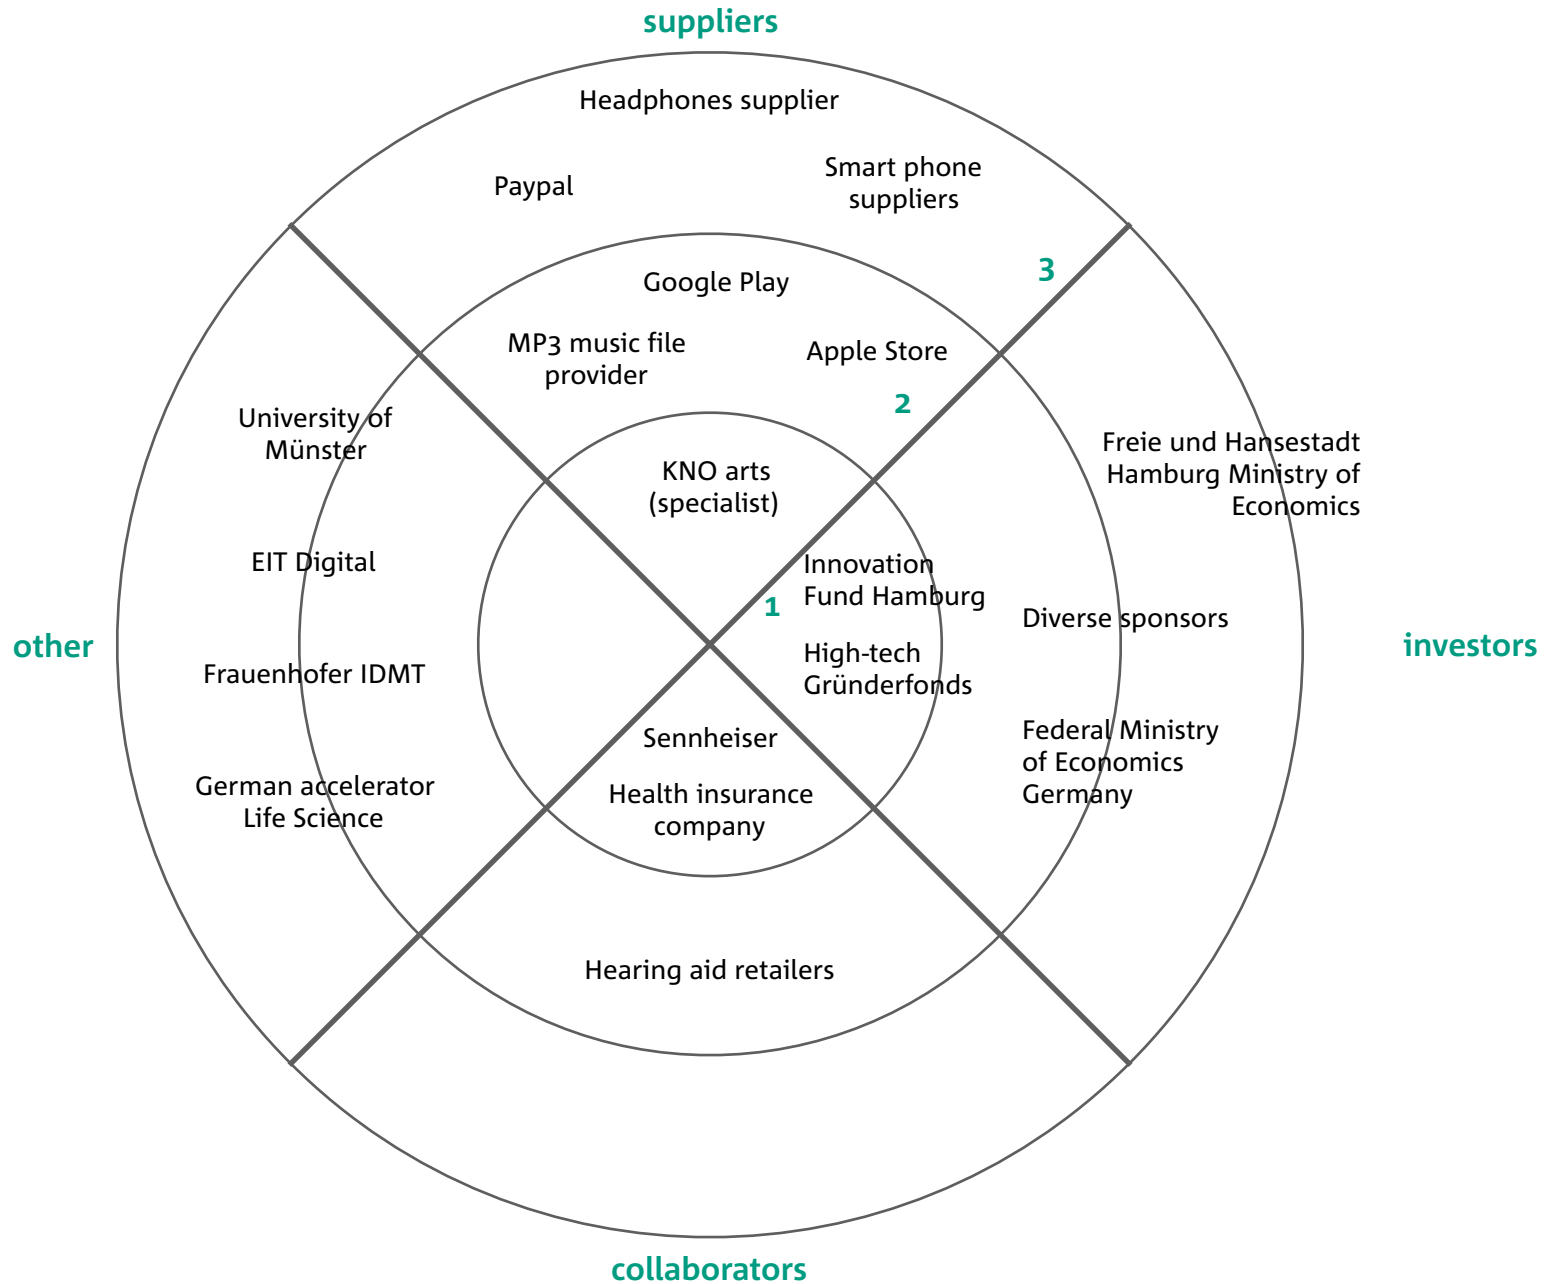 suppliers
Headphones supplier
Smart phone
suppliers
Paypal
3
Google Play
MP3 music file
provider
Apple Store
2
University of
Münster
Freie und Hansestadt
Hamburg Ministry of
Economics
KNO arts
(specialist)
EIT Digital
Innovation
Fund Hamburg
1
Diverse sponsors
other
investors
High-tech
Gründerfonds
Frauenhofer IDMT
Sennheiser
Federal Ministry
of Economics
Germany
German accelerator
Life Science
Health insurance
company
Hearing aid retailers
collaborators